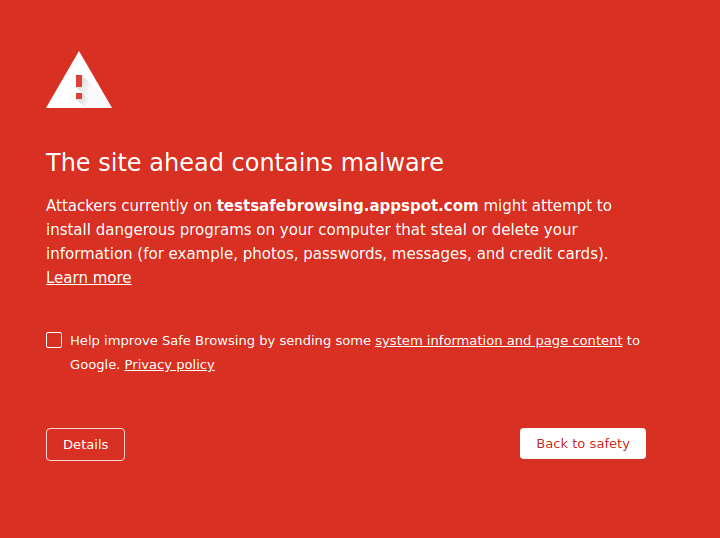 The site ahead contains malware
Attackers currently on testsafebrowsing.appspot.com might attempt to
install dangerous programs on your computer that steal or delete your
information (for example, photos, passwords, messages, and credit cards).
Learn more
Help improve Safe Browsing by sending some system information and page content to
Google. Privacy policy
Details
Back to safety